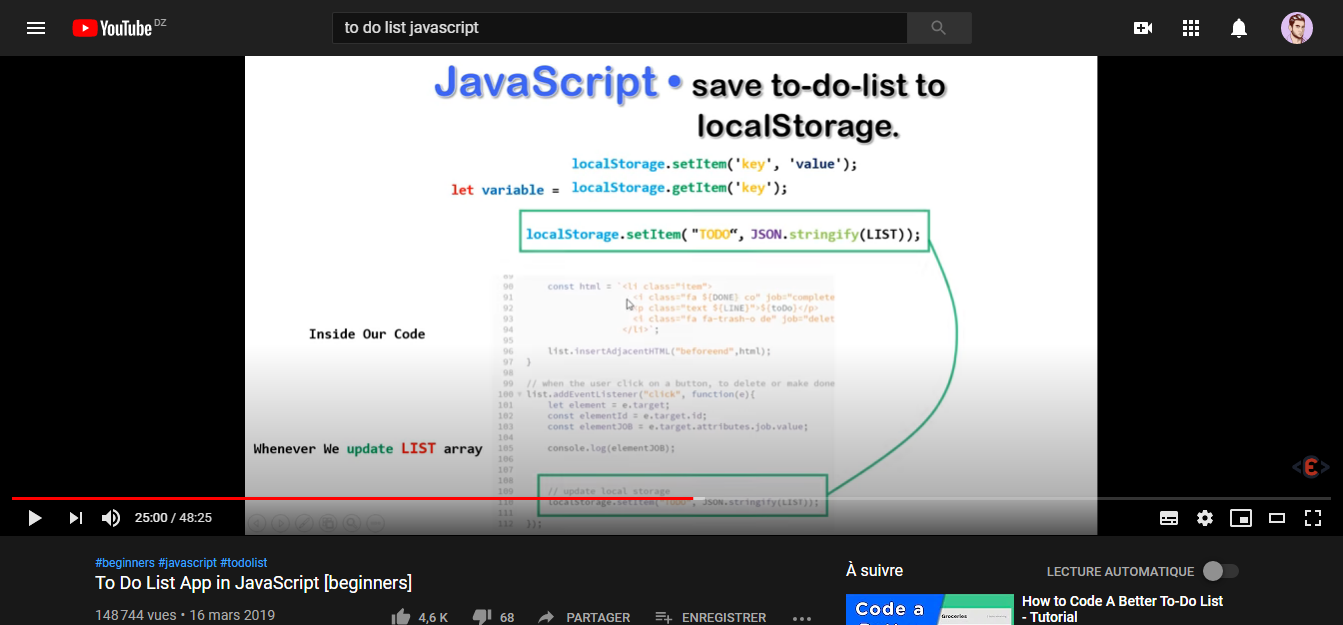 YouTube DZ
to do list javascript
JavaScript • save to-do-list to
localStorage.
localStorage.setItem('key', 'value');
let variable = localStorage.getItem('key');
localStorage.setItem( "TODO“, JSON.stringify(LIST));
89
90 const html = `<li class="item">
91 <i class="fa ${DONE} co" job="complete
92 <p class="text ${LINE}">${toDo}</p>
93 <i class="fa fa-trash-o de" job="delet
94 </li>`;
Inside Our Code
95
96 list.insertAdjacentHTML("beforeend",html);
97 }
98
99 // when the user click on a button, to delete or make done
100 list.addEventListener("click", function(e){
101 let element = e.target;
102 const elementId = e.target.id;
103 const elementJOB = e.target.attributes.job.value;
104
Whenever We update LIST array
105 console.log(elementJOB);
106
107
108
109 // update local storage
110 localStorage.setItem("TODO", JSON.stringify(LIST));
111
112 });
<ε>
25:00 / 48:25
#beginners #javascript #todolist
To Do List App in JavaScript [beginners]
148 744 vues • 16 mars 2019
4,6 K 68 PARTAGER ENREGISTRER
À suivre LECTURE AUTOMATIQUE
Code a
Groceries
How to Code A Better To-Do List
- Tutorial